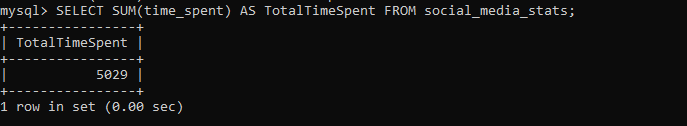 mysql> SELECT SUM(time_spent) AS TotalTimeSpent FROM social_media_stats;
+----------------+
| TotalTimeSpent |
+----------------+
|           5029 |
+----------------+
1 row in set (0.00 sec)